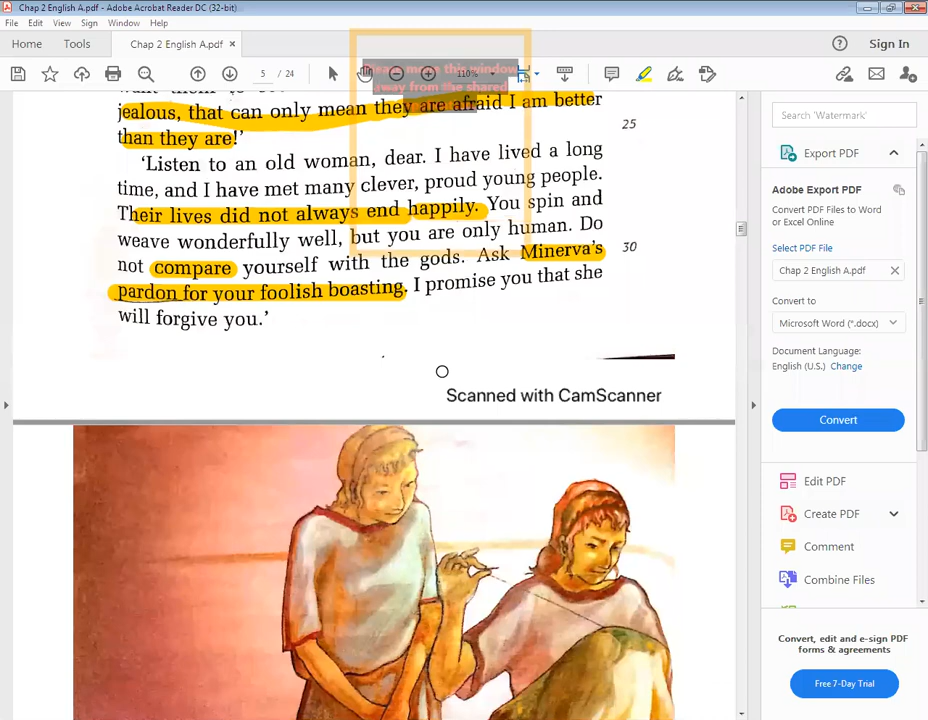 Chap 2 English A.pdf - Adobe Acrobat Reader DC (32-bit)
File Edit View Sign Window Help
Home Tools Chap 2 English A.pdf × Sign In
5 / 24 110%
Please move this window
away from the shared
jealous, that can only mean they are afraid I am better
than they are!' 25
'Listen to an old woman, dear. I have lived a long
time, and I have met many clever, proud young people.
Their lives did not always end happily. You spin and
weave wonderfully well, but you are only human. Do
not compare yourself with the gods. Ask Minerva's 30
pardon for your foolish boasting. I promise you that she
will forgive you.'
Scanned with CamScanner
Search 'Watermark'
Export PDF
Adobe Export PDF
Convert PDF Files to Word
or Excel Online
Select PDF File
Chap 2 English A.pdf
Convert to
Microsoft Word (*.docx)
Document Language:
English (U.S.) Change
Convert
Edit PDF
Create PDF
Comment
Combine Files
Convert, edit and e-sign PDF
forms & agreements
Free 7-Day Trial